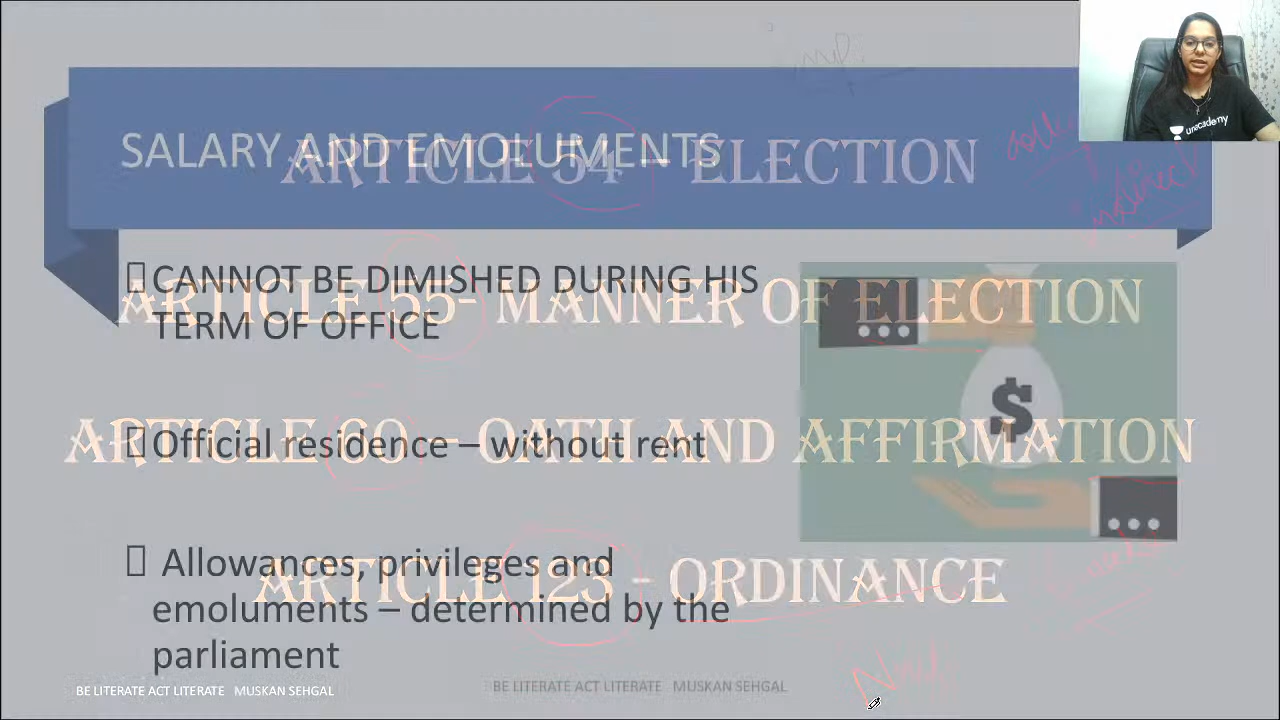 SALARY AND EMOLUMENTS
ARTICLE 54 – ELECTION
indirect
CANNOT BE DIMISHED DURING HIS
TERM OF OFFICE
ARTICLE 55- MANNER OF ELECTION
Official residence – without rent
ARTICLE 60 – OATH AND AFFIRMATION
$
Allowances, privileges and
emoluments – determined by the
parliament
ARTICLE 123 - ORDINANCE
BE LITERATE ACT LITERATE MUSKAN SEHGAL
BE LITERATE ACT LITERATE MUSKAN SEHGAL
unacademy